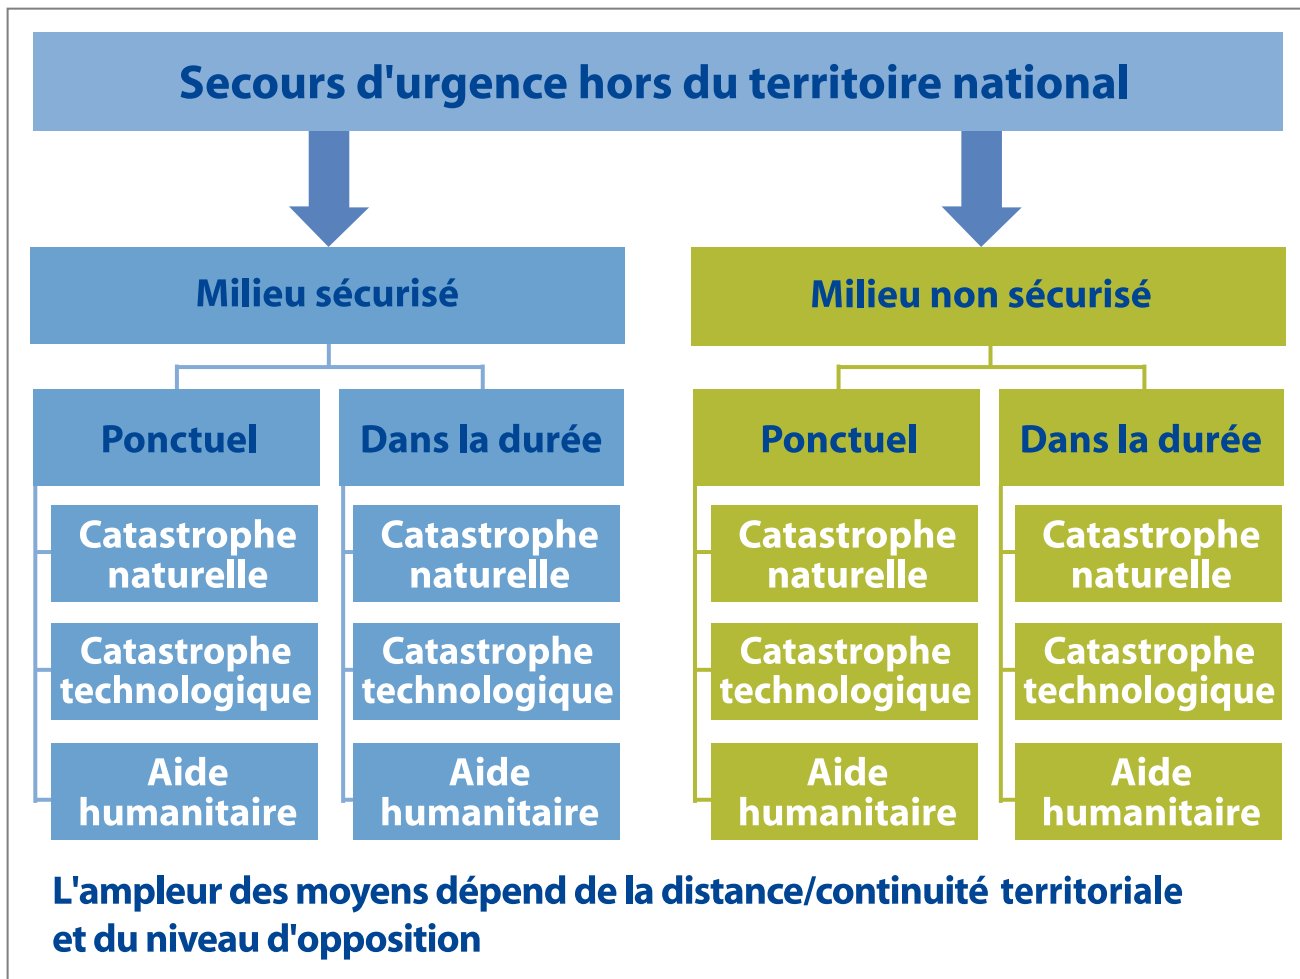 Secours d'urgence hors du territoire national
Milieu sécurisé
Milieu non sécurisé
Ponctuel
Dans la durée
Ponctuel
Dans la durée
Catastrophe
naturelle
Catastrophe
naturelle
Catastrophe
naturelle
Catastrophe
naturelle
Catastrophe
technologique
Catastrophe
technologique
Catastrophe
technologique
Catastrophe
technologique
Aide
humanitaire
Aide
humanitaire
Aide
humanitaire
Aide
humanitaire
L'ampleur des moyens dépend de la distance/continuité territoriale
et du niveau d'opposition